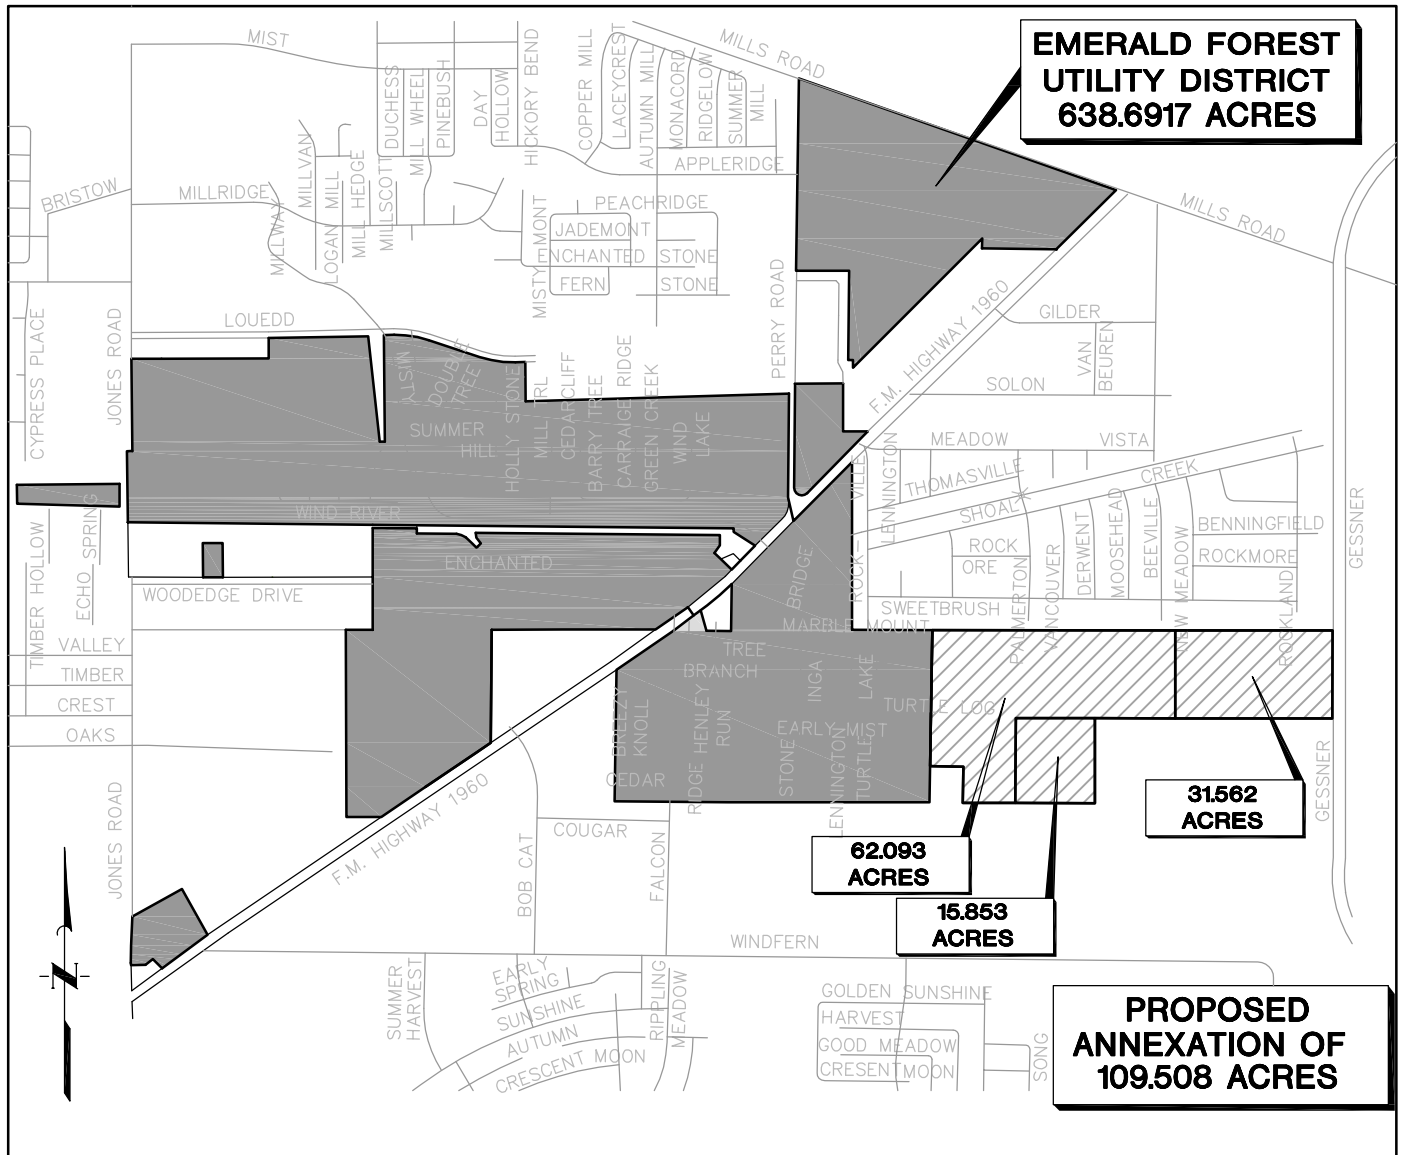 MIST
MILLS ROAD
EMERALD FOREST
UTILITY DISTRICT
638.6917 ACRES
DUCHESS
MILL WHEEL
PINEBUSH
DAY
HOLLOW
HICKORY BEND
COPPER MILL
LACEYCREST
AUTUMN MILL
MONACORD
RIDGELOW
SUMMER
MILL
APPLERIDGE
BRISTOW
MILLRIDGE
MILLVAN
MILLWAY
LOGAN MILL
MILL HEDGE
MILLSCOTT
PEACHRIDGE
JADEMONT
ENCHANTED STONE
FERN STONE
MISTYMONT
MILLS ROAD
PERRY ROAD
F.M. HIGHWAY 1960
GILDER
VAN
BEUREN
SOLON
LOUEDD
CYPRESS PLACE
JONES ROAD
MISTY
DOUBLE
TREE
SUMMER
HILL
HOLLY STONE
MILL TRL
CEDARCLIFF
BARRY TREE
CARRAIGE RIDGE
GREEN CREEK
WIND
LAKE
WIND RIVER
MEADOW VISTA
THOMASVILLE
SHOAL CREEK
ROCK-VILLE
LENNINGTON
ROCK
ORE
PALMERTON
VANCOUVER
DERWENT
MOOSEHEAD
BEEVILLE
NEW MEADOW
BENNINGFIELD
ROCKMORE
ROCKLAND
GESSNER
SWEETBRUSH
TIMBER HOLLOW
ECHO SPRING
WOODEDGE DRIVE
ENCHANTED
BRIDGE
MARBLE MOUNT
VALLEY
TIMBER
CREST
OAKS
TREE
BRANCH
BREEZY
KNOLL
RIDGE HENLEY
RUN
INGA
LAKE
EARLY MIST
STONE
LENNINGTON
TURTLE
TURTLE LOG
CEDAR
31.562
ACRES
62.093
ACRES
15.853
ACRES
GESSNER
JONES ROAD
F.M. HIGHWAY 1960
COUGAR
BOB CAT
FALCON
WINDFERN
N
SUMMER
HARVEST
EARLY
SPRING
SUNSHINE
AUTUMN
CRESCENT MOON
RIPPLING
MEADOW
GOLDEN SUNSHINE
HARVEST
GOOD MEADOW
CRESENTMOON
SONG
PROPOSED
ANNEXATION OF
109.508 ACRES